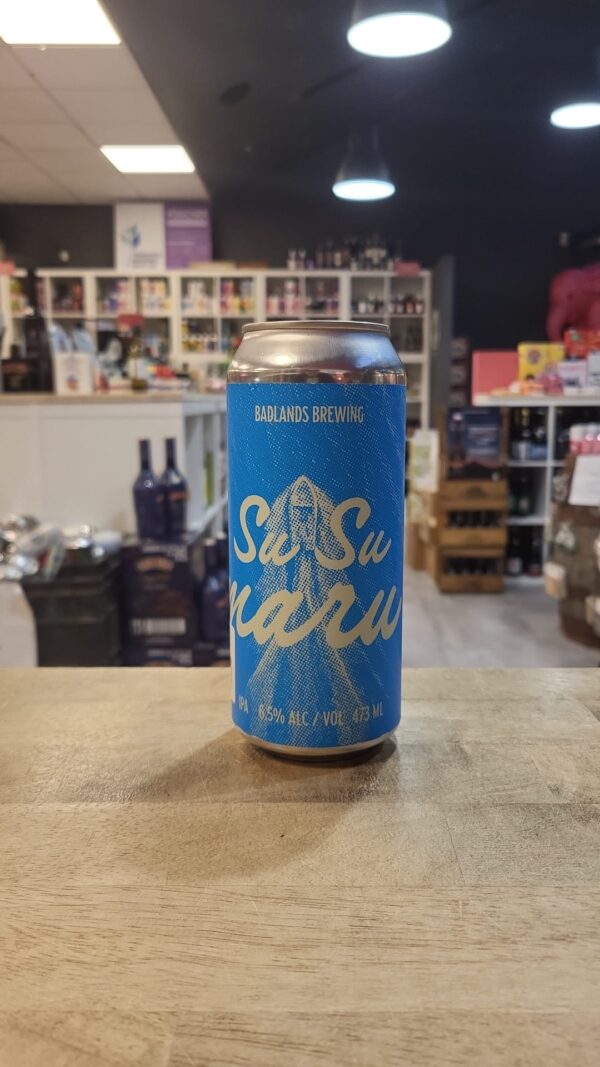 BADLANDS BREWING
Su Su
naru
IPA 6.5% ALC / VOL 473 ML